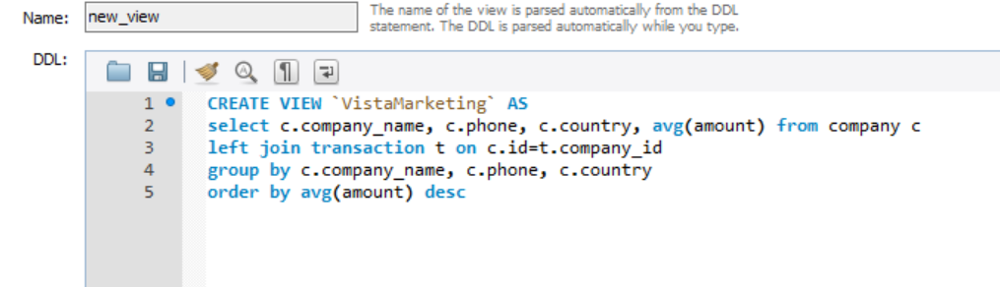 Name: new_view The name of the view is parsed automatically from the DDL
statement. The DDL is parsed automatically while you type.
DDL:
1 CREATE VIEW `VistaMarketing` AS
2 select c.company_name, c.phone, c.country, avg(amount) from company c
3 left join transaction t on c.id=t.company_id
4 group by c.company_name, c.phone, c.country
5 order by avg(amount) desc